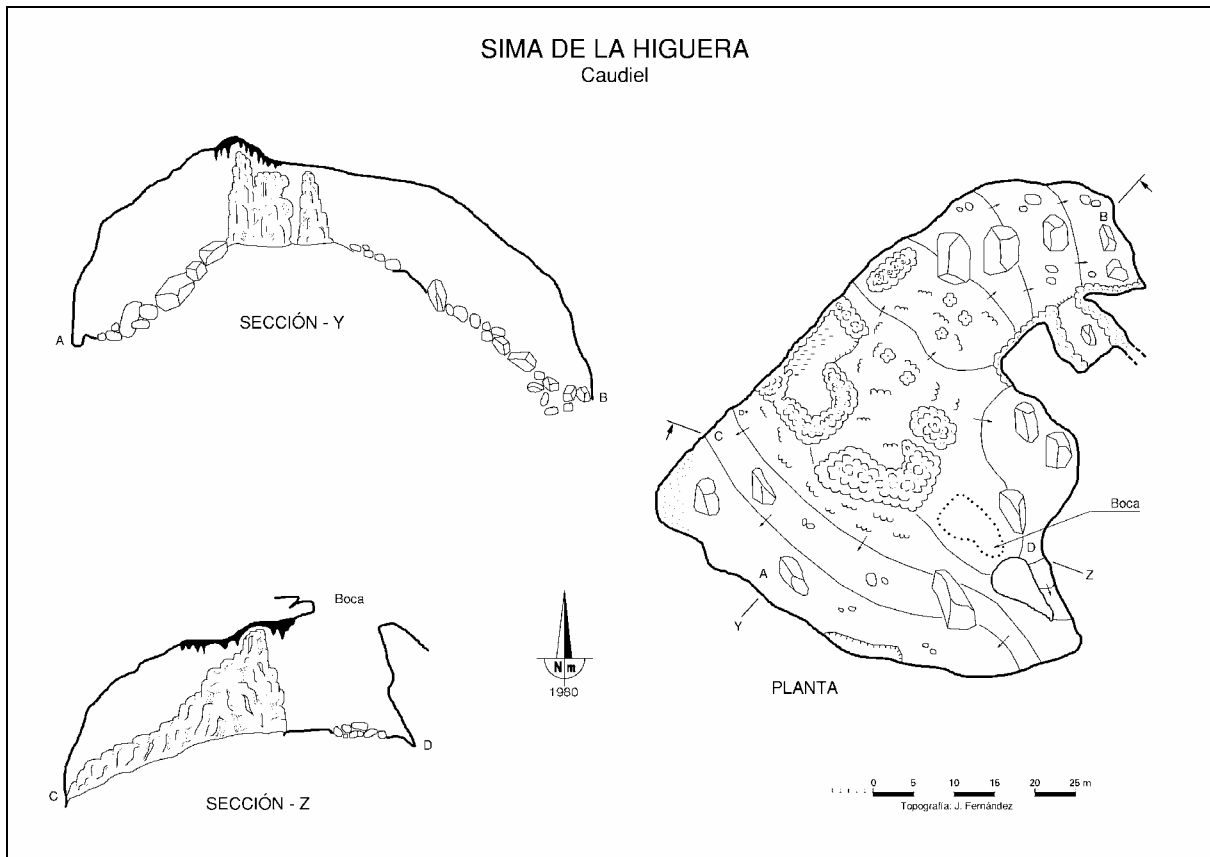 SIMA DE LA HIGUERA
Caudiel
A
SECCIÓN - Y
B
B
C
Boca
D
A
Z
Y
PLANTA
Boca
D
C
SECCIÓN - Z
N m
1980
0 5 10 15 20 25 m
Topografía: J. Fernández